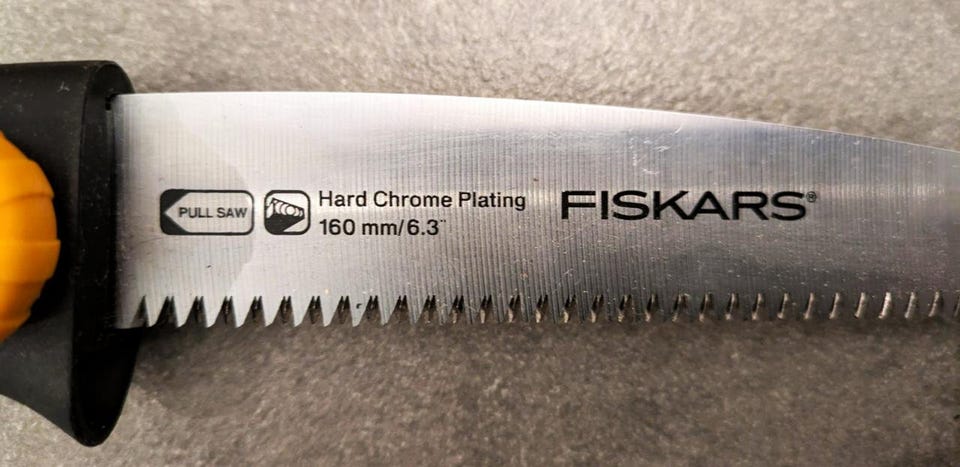 PULL SAW
Hard Chrome Plating
160 mm/6.3"
FISKARS®